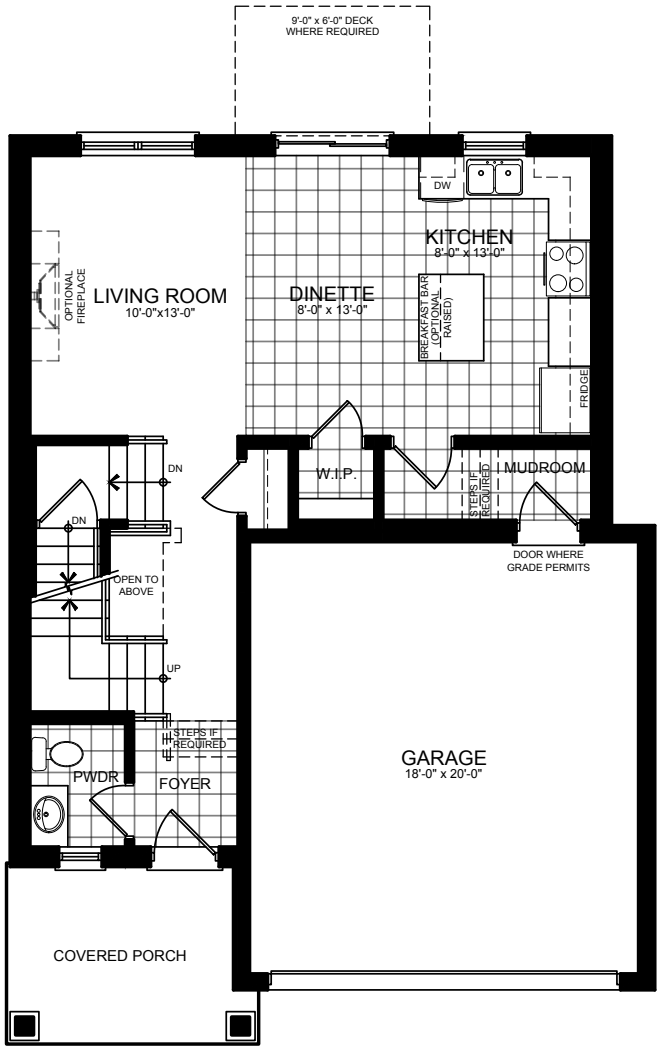 9'-0" x 6'-0" DECK
WHERE REQUIRED
DW
KITCHEN
8'-0" x 13'-0"
LIVING ROOM
10'-0"x13'-0"
DINETTE
8'-0" x 13'-0"
OPTIONAL
FIREPLACE
BREAKFAST BAR
(OPTIONAL
RAISED)
FRIDGE
DN
W.I.P.
STEPS IF
REQUIRED
MUDROOM
DN
DOOR WHERE
GRADE PERMITS
OPEN TO
ABOVE
UP
STEPS IF
REQUIRED
PWDR
FOYER
GARAGE
18'-0" x 20'-0"
COVERED PORCH